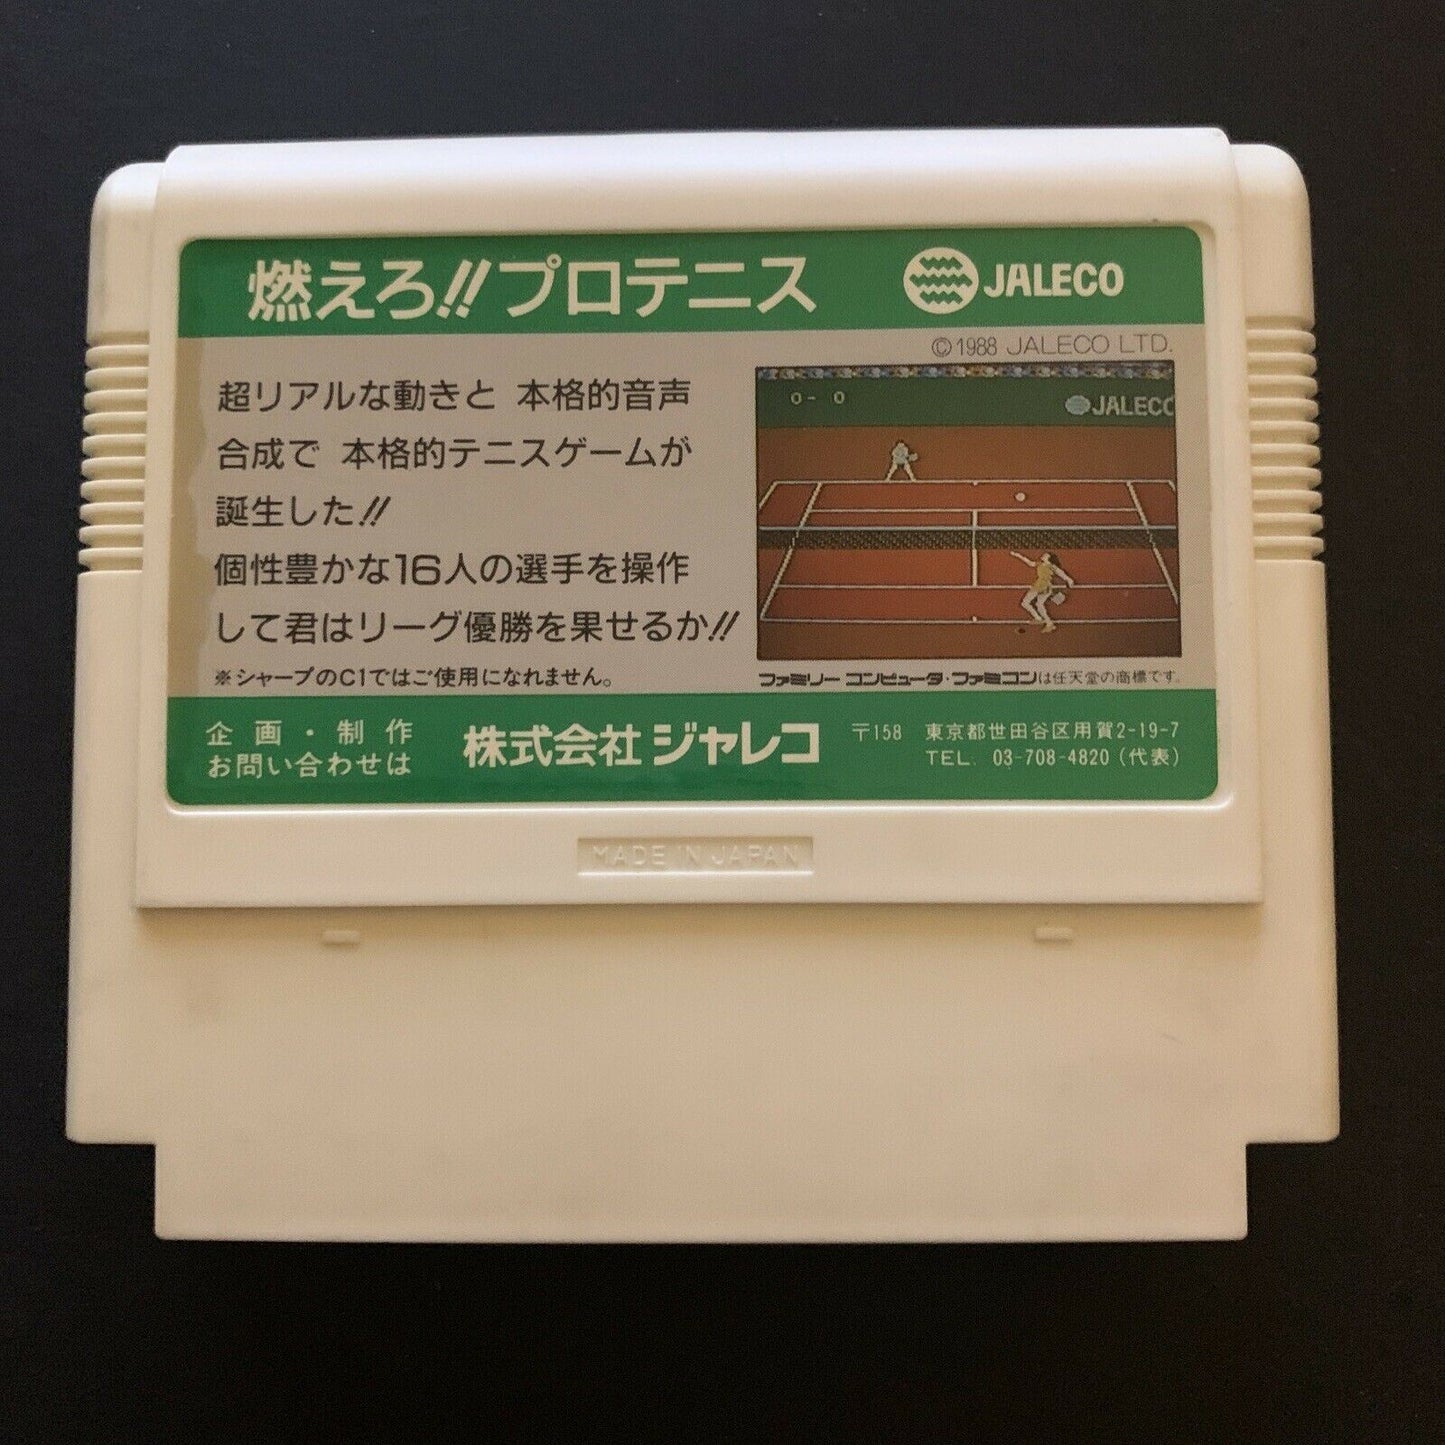 燃えろ!!プロテニス
JALECO
©1988 JALECO LTD.
超リアルな動きと 本格的音声
合成で 本格的テニスゲームが
誕生した!!
個性豊かな16人の選手を操作
して君はリーグ優勝を果せるか!!
※シャープのC1ではご使用になれません。
0- 0
JALECO
ファミリー コンピュータ・ファミコンは任天堂の商標です。
企画・制作
お問い合わせは
株式会社 ジャレコ
〒158 東京都世田谷区用賀2-19-7
TEL. 03-708-4820(代表)
MADE IN JAPAN